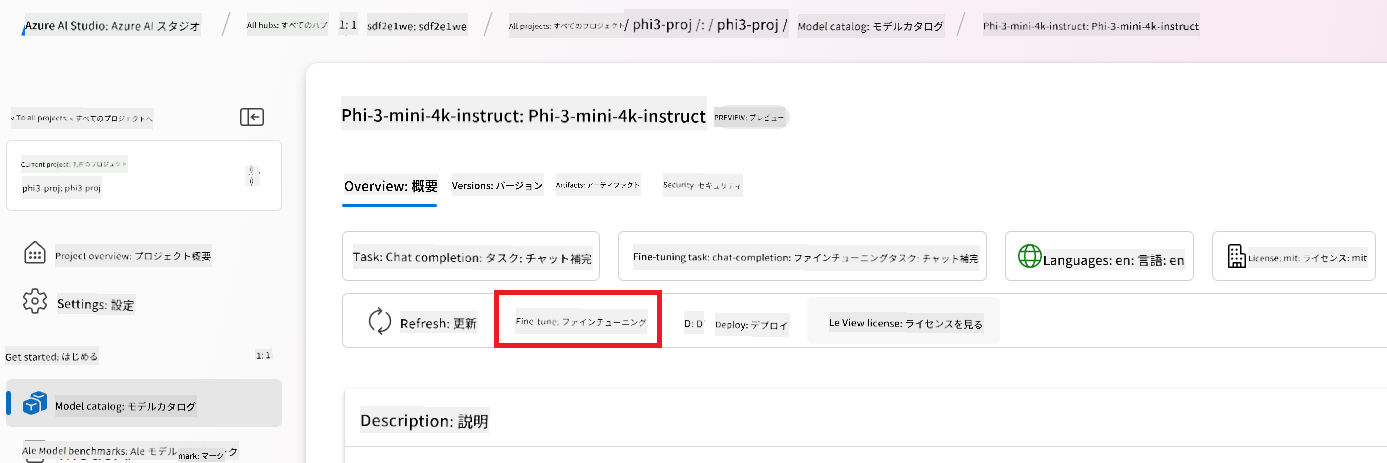 Azure AI Studio: Azure AI スタジオ / All hubs: すべてのハブ 1: 1 sdf2e1we: sdf2e1we / All projects: すべてのプロジェクト / phi3-proj /: / phi3-proj / Model catalog: モデルカタログ / Phi-3-mini-4k-instruct: Phi-3-mini-4k-instruct
< To all projects: < すべてのプロジェクトへ
Current project: 現在のプロジェクト
phi3-proj: phi3 proj
Project overview: プロジェクト概要
Settings: 設定
Get started: はじめる 1: 1
Model catalog: モデルカタログ
Ale Model benchmarks: Ale モデル
mark: マーク
Phi-3-mini-4k-instruct: Phi-3-mini-4k-instruct PREVIEW: プレビュー
Overview: 概要 Versions: バージョン Artifacts: アーティファクト Security: セキュリティ
Task: Chat completion: タスク: チャット補完 Fine-tuning task: chat-completion: ファインチューニングタスク: チャット補完 Languages: en: 言語: en License: mit: ライセンス: mit
Refresh: 更新 Fine-tune: ファインチューニング D: D Deploy: デプロイ Le View license: ライセンスを見る
Description: 説明